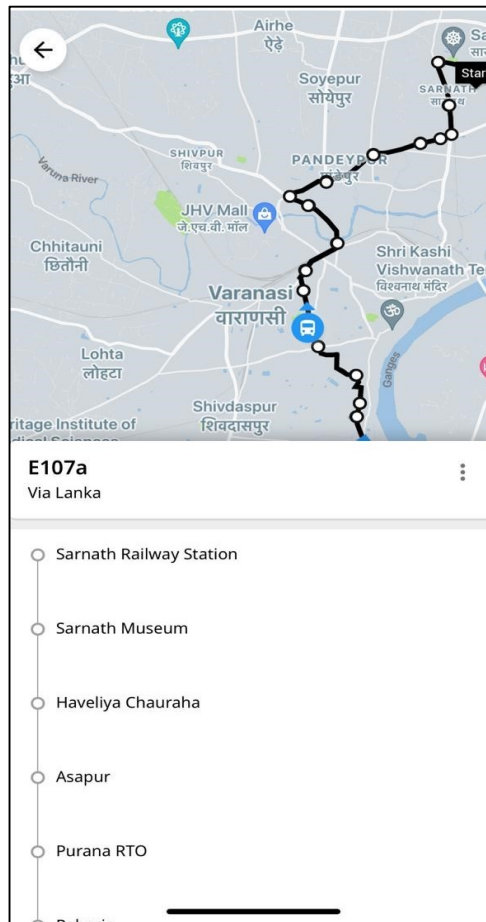 Airhe
ऐढ़े
Soyepur
सोयेपुर
Star
SARNATH
SHIVPUR
शिवपुर
PANDEYPUR
Varuna River
JHV Mall
जे.एच.वी. मॉल
Chhitauni
छितौनी
Shri Kashi
Vishwanath Te
विश्वनाथ मंदिर
Varanasi
वाराणसी
Lohta
लोहटा
Ganges
Shivdaspur
शिवदासपुर
ritage Institute of
E107a
Via Lanka
Sarnath Railway Station
Sarnath Museum
Haveliya Chauraha
Asapur
Purana RTO